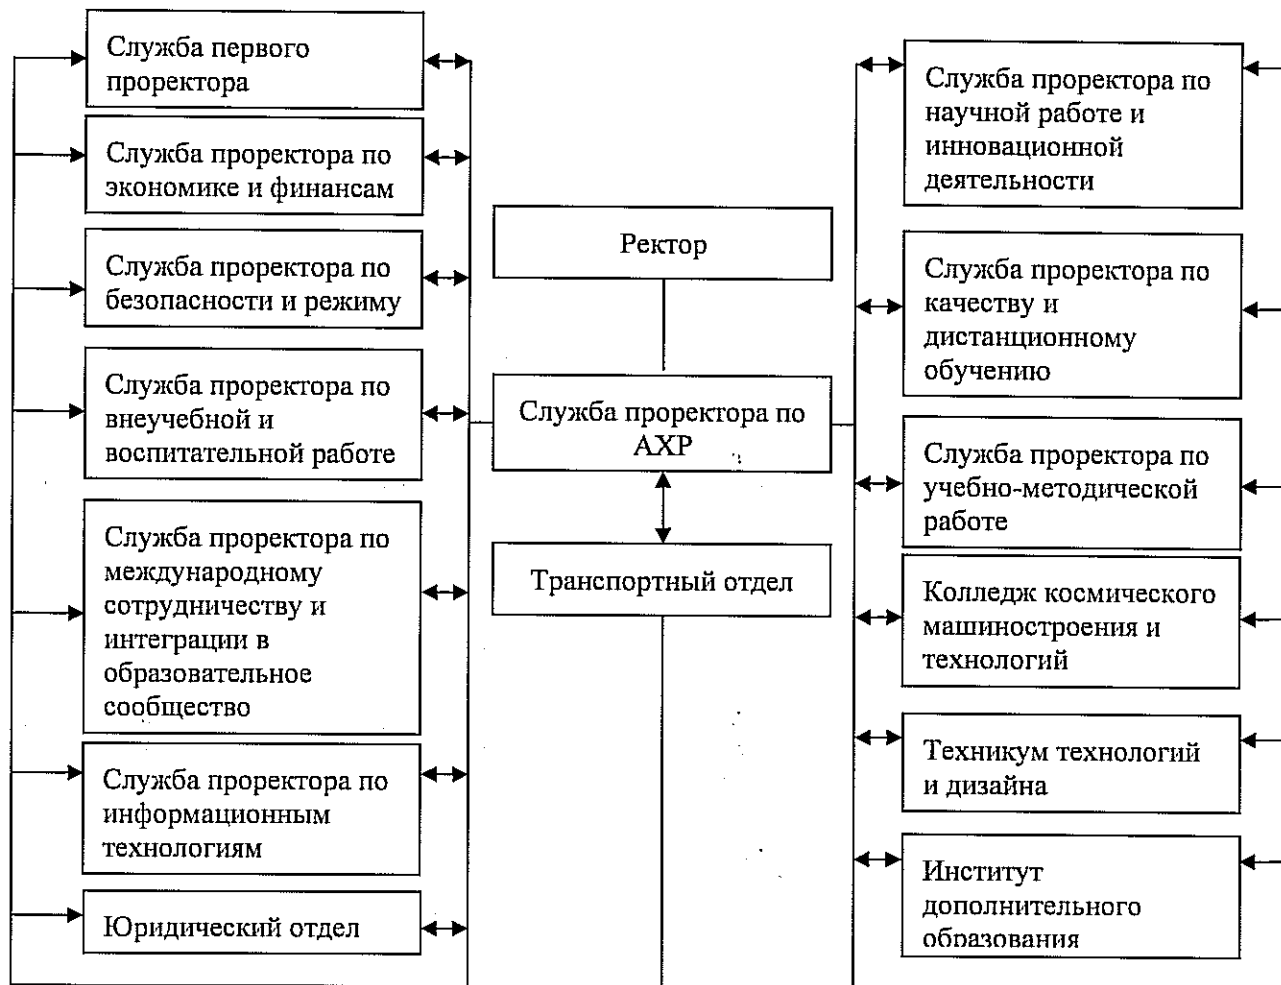 Служба первого
проректора
Служба проректора по
экономике и финансам
Служба проректора по
безопасности и режиму
Служба проректора по
внеучебной и
воспитательной работе
Служба проректора по
международному
сотрудничеству и
интеграции в
образовательное
сообщество
Служба проректора по
информационным
технологиям
Юридический отдел
Ректор
Служба проректора по
АХР
Транспортный отдел
Служба проректора по
научной работе и
инновационной
деятельности
Служба проректора по
качеству и
дистанционному
обучению
Служба проректора по
учебно-методической
работе
Колледж космического
машиностроения и
технологий
Техникум технологий
и дизайна
Институт
дополнительного
образования